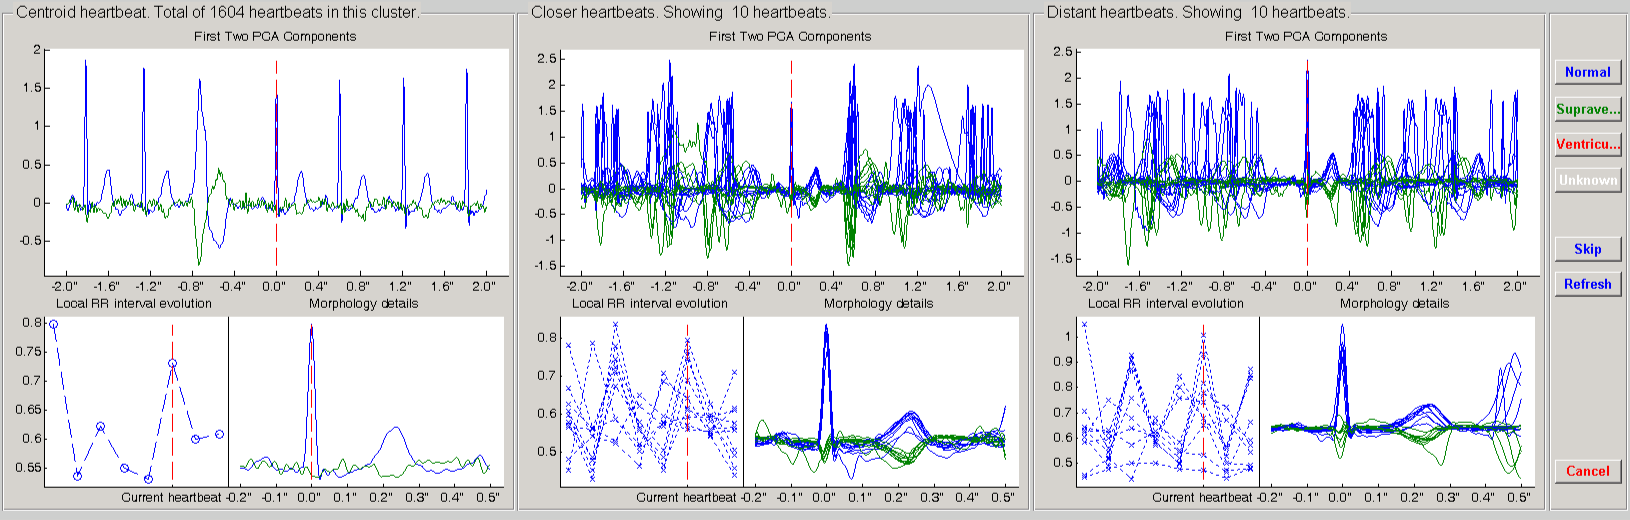 Centroid heartbeat. Total of 1604 heartbeats in this cluster.
First Two PCA Components
2
1.5
1
0.5
0
-0.5
-2.0" -1.6" -1.2" -0.8" -0.4" 0.0" 0.4" 0.8" 1.2" 1.6" 2.0"
Local RR interval evolution
Morphology details
0.8
0.75
0.7
0.65
0.6
0.55
Current heartbeat
-0.2" -0.1" 0.0" 0.1" 0.2" 0.3" 0.4" 0.5"
Closer heartbeats. Showing 10 heartbeats.
First Two PCA Components
2.5
2
1.5
1
0.5
0
-0.5
-1
-1.5
-2.0" -1.6" -1.2" -0.8" -0.4" 0.0" 0.4" 0.8" 1.2" 1.6" 2.0"
Local RR interval evolution
Morphology details
0.8
0.7
0.6
0.5
Current heartbeat
-0.2" -0.1" 0.0" 0.1" 0.2" 0.3" 0.4" 0.5"
Distant heartbeats. Showing 10 heartbeats.
First Two PCA Components
2.5
2
1.5
1
0.5
0
-0.5
-1
-1.5
-2.0" -1.6" -1.2" -0.8" -0.4" 0.0" 0.4" 0.8" 1.2" 1.6" 2.0"
Local RR interval evolution
Morphology details
1
0.9
0.8
0.7
0.6
0.5
Current heartbeat
-0.2" -0.1" 0.0" 0.1" 0.2" 0.3" 0.4" 0.5"
Normal
Suprave...
Ventricu...
Unknown
Skip
Refresh
Cancel